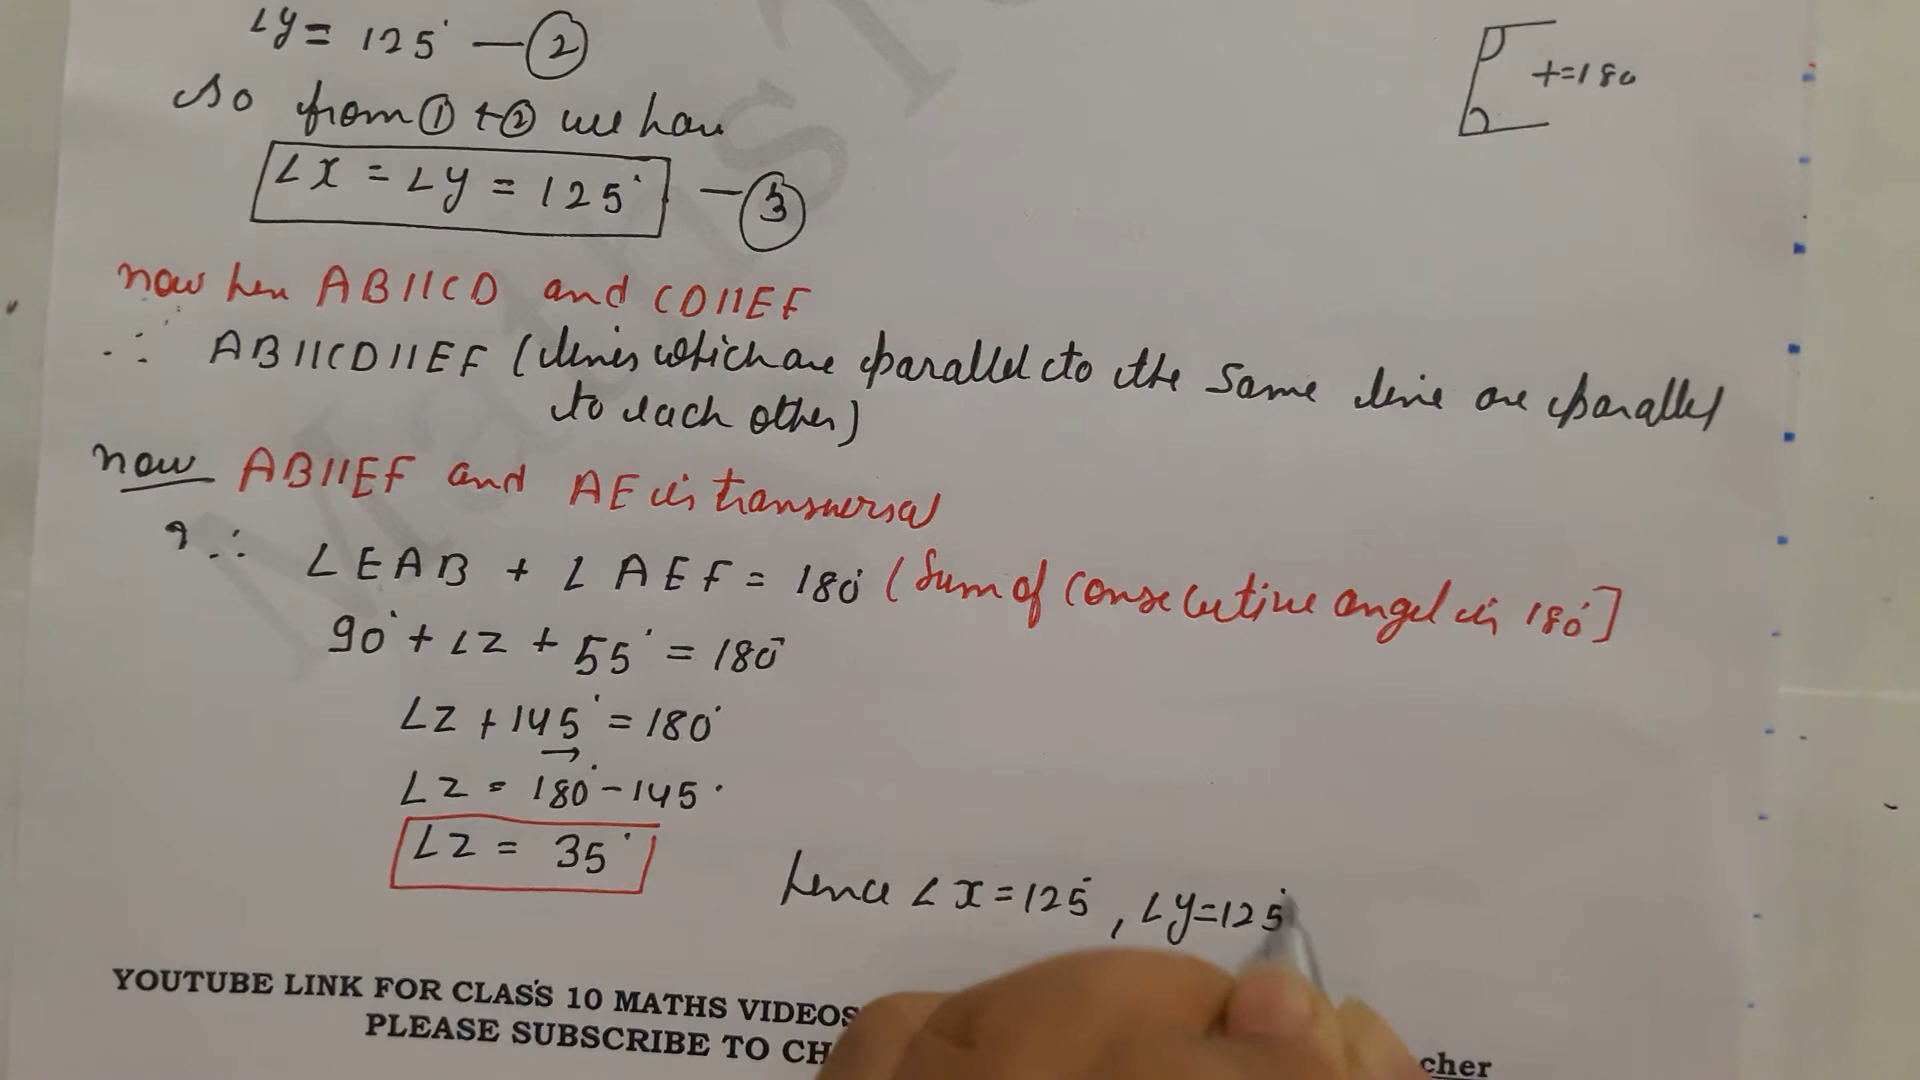 ∠y = 125° — ②
+ = 180
So from ① + ② we have
∠x = ∠y = 125° — ③
now here AB||CD and CD||EF
∴ AB||CD||EF (lines which are parallel to the same line are parallel
to each other)
now AB||EF and AE is transversal
∴ ∠EAB + ∠AEF = 180° (Sum of consecutive angel is 180°]
90° + ∠z + 55° = 180°
∠z + 145° = 180°
∠z = 180° - 145°
∠z = 35°
hence ∠x = 125°, ∠y = 125°
YOUTUBE LINK FOR CLASS 10 MATHS VIDEOS
PLEASE SUBSCRIBE TO CH
cher